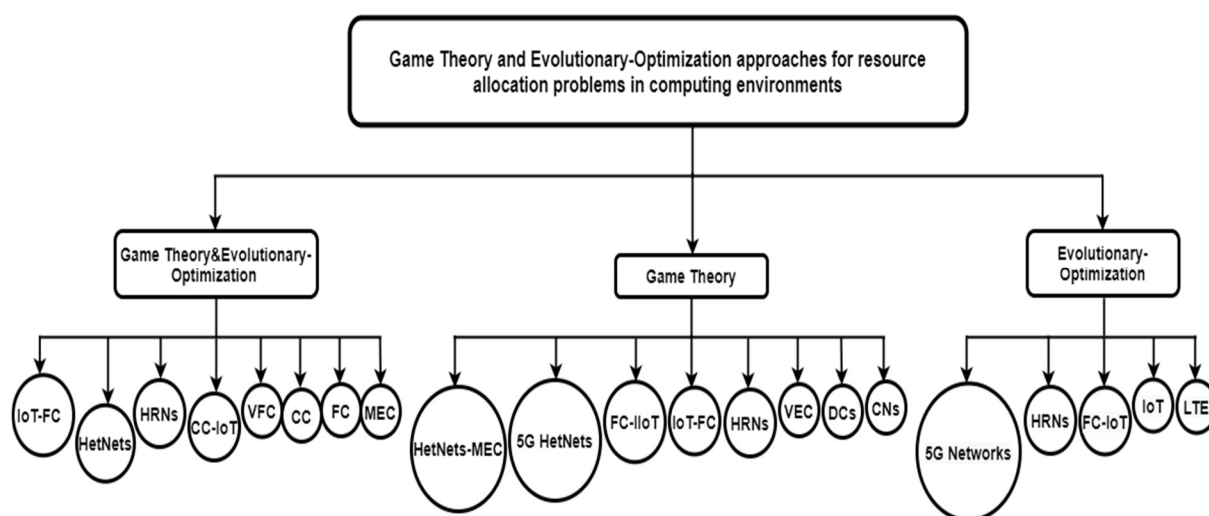 Game Theory and Evolutionary-Optimization approaches for resource
allocation problems in computing environments
Game Theory&Evolutionary-
Optimization
Game Theory
Evolutionary-
Optimization
IoT-FC
HetNets
HRNs
CC-IoT
VFC
CC
FC
MEC
HetNets-MEC
5G HetNets
FC-IIoT
IoT-FC
HRNs
VEC
DCs
CNs
5G Networks
HRNs
FC-IoT
IoT
LTE